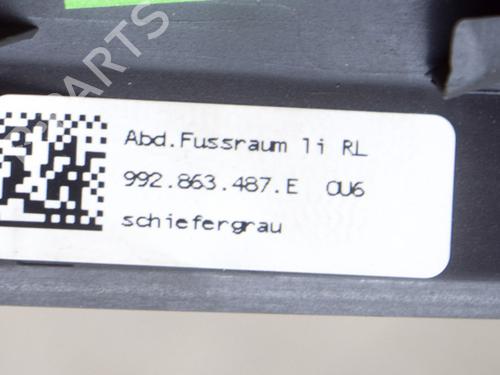 Abd.Fussraum li RL
992.863.487.E OU6
schiefergrau